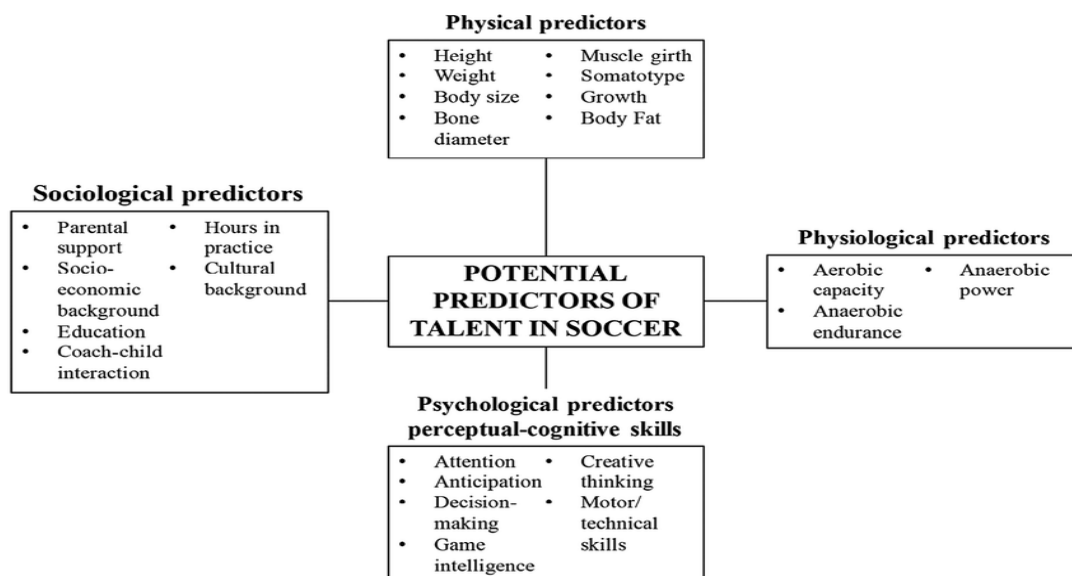 Physical predictors
• Height
• Weight
• Body size
• Bone
diameter
• Muscle girth
• Somatotype
• Growth
• Body Fat
Sociological predictors
• Parental
support
• Socio-
economic
background
• Education
• Coach-child
interaction
• Hours in
practice
• Cultural
background
POTENTIAL
PREDICTORS OF
TALENT IN SOCCER
Physiological predictors
• Aerobic
capacity
• Anaerobic
endurance
• Anaerobic
power
Psychological predictors
perceptual-cognitive skills
• Attention
• Anticipation
• Decision-
making
• Game
intelligence
• Creative
thinking
• Motor/
technical
skills